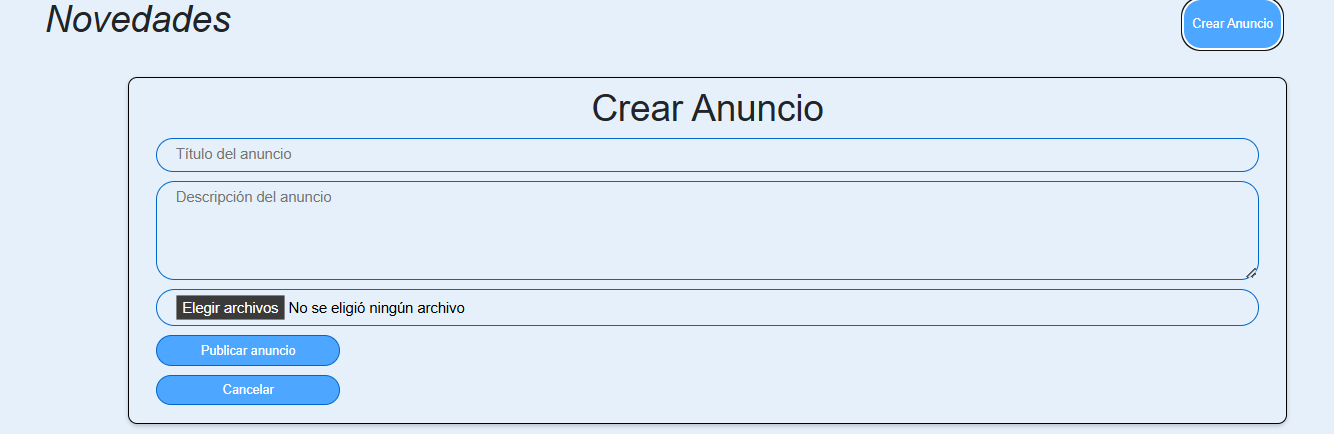 Novedades
Crear Anuncio
Crear Anuncio
Título del anuncio
Descripción del anuncio
Elegir archivos No se eligió ningún archivo
Publicar anuncio
Cancelar